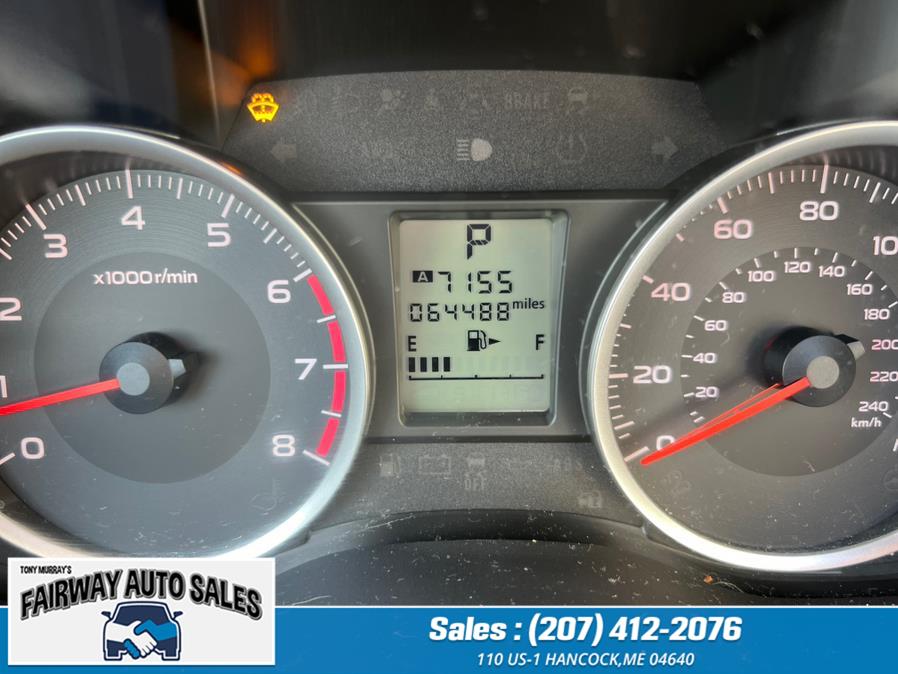 BRAKE
0 1 2 3 4 5 6 7 8
x1000r/min
P
A 7155
064488 miles
E F
0 20 40 60 80
20 40 60 80 100 120 140 160 180 200 220 240
km/h
OFF
ABS
TONY MURRAY'S
FAIRWAY AUTO SALES
Sales : (207) 412-2076
110 US-1 HANCOCK,ME 04640